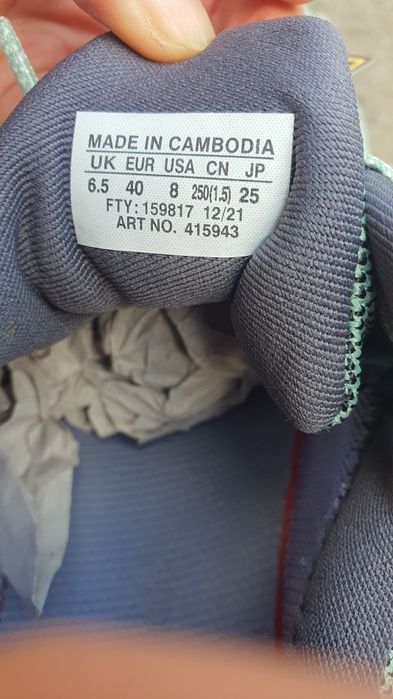 MADE IN CAMBODIA
UK EUR USA CN JP
6.5 40 8 250(1.5) 25
FTY: 159817 12/21
ART NO. 415943